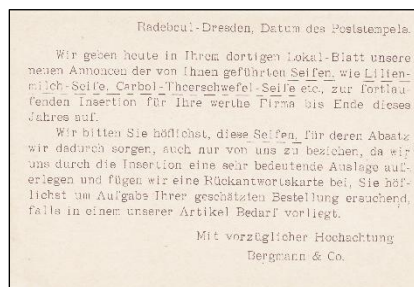 Radebeul-Dresden, Datum des Poststempels.
Wir geben heute in Ihrem dortigen Lokal-Blatt unsere
neuen Annoncen der von Ihnen geführten Seifen, wie Lilien-
milch-Seife, Carbol-Theerschwefel-Seife etc., zur fortlau-
fenden Insertion für Ihre werthe Firma bis Ende dieses
Jahres auf.
Wir bitten Sie höflichst, diese Seifen, für deren Absatz
wir dadurch sorgen, auch nur von uns zu beziehen, da wir
uns durch die Insertion eine sehr bedeutende Auslage auf-
erlegen und fügen wir eine Rückantwortskarte bei, Sie höf-
lichst um Aufgabe Ihrer geschätzten Bestellung ersuchend,
falls in einem unserer Artikel Bedarf vorliegt.
Mit vorzüglicher Hochachtung
Bergmann & Co.